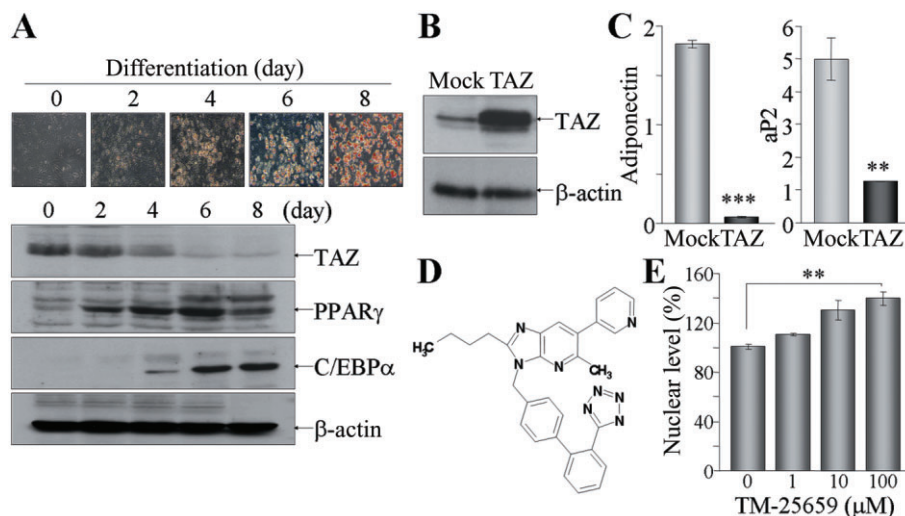 A
Differentiation (day)
0 2 4 6 8
0 2 4 6 8 (day)
TAZ
PPARγ
C/EBPα
β-actin
B
Mock TAZ
TAZ
β-actin
C
Adiponectin
2
1
0
***
Mock TAZ
aP2
6
5
4
3
2
1
0
**
Mock TAZ
D
H₃C
N
N
N
N
CH₃
N
N
N
N
E
Nuclear level (%)
160
120
80
40
0
**
0 1 10 100
TM-25659 (μM)